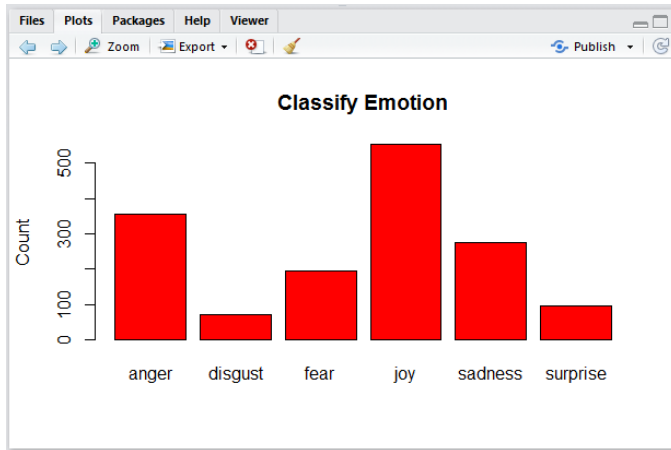 Files Plots Packages Help Viewer
Zoom Export Publish
Classify Emotion
Count
500
300
100
0
anger disgust fear joy sadness surprise